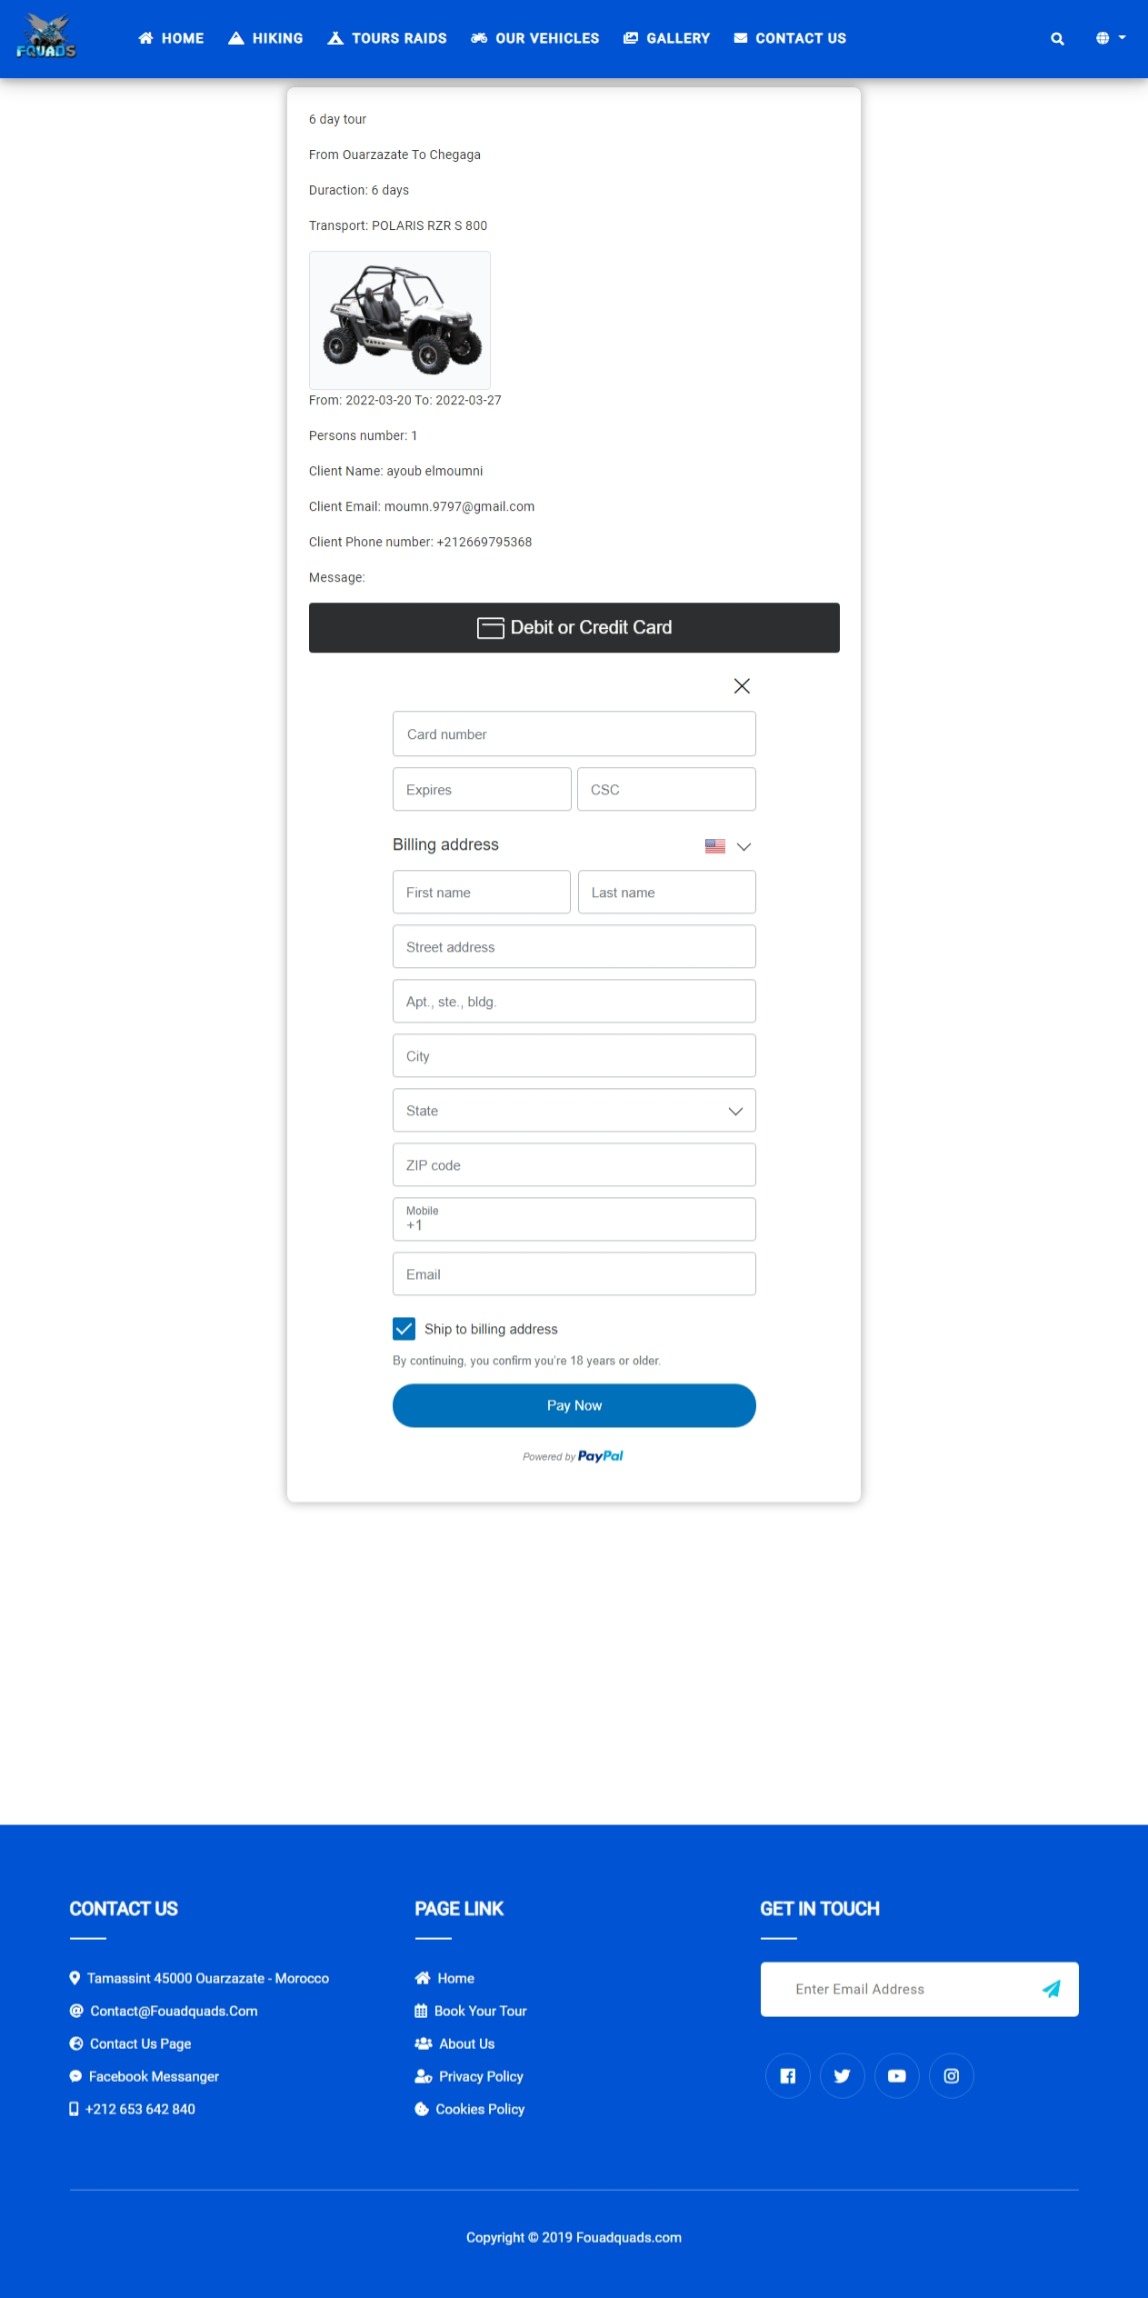 FQUADS
HOME HIKING TOURS RAIDS OUR VEHICLES GALLERY CONTACT US
6 day tour
From Ouarzazate To Chegaga
Duraction: 6 days
Transport: POLARIS RZR S 800
From: 2022-03-20 To: 2022-03-27
Persons number: 1
Client Name: ayoub elmoumni
Client Email: moumn.9797@gmail.com
Client Phone number: +212669795368
Message:
Debit or Credit Card
Card number
Expires CSC
Billing address
First name Last name
Street address
Apt., ste., bldg.
City
State
ZIP code
Mobile
+1
Email
Ship to billing address
By continuing, you confirm you're 18 years or older.
Pay Now
Powered by PayPal
CONTACT US
Tamassint 45000 Ouarzazate - Morocco
Contact@Fouadquads.Com
Contact Us Page
Facebook Messanger
+212 653 642 840
PAGE LINK
Home
Book Your Tour
About Us
Privacy Policy
Cookies Policy
GET IN TOUCH
Enter Email Address
Copyright © 2019 Fouadquads.com